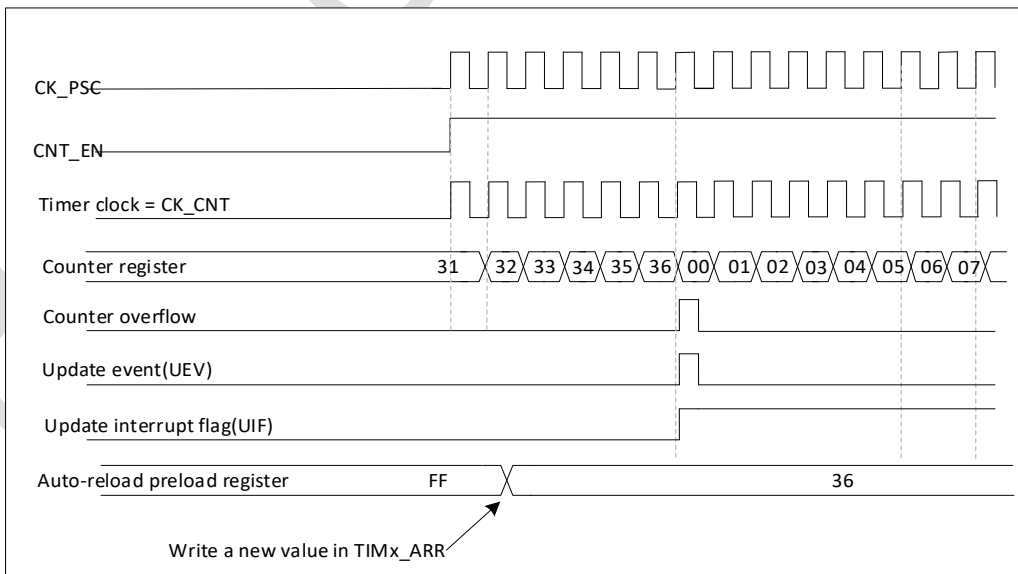 CK_PSC
CNT_EN
Timer clock = CK_CNT
Counter register 31 32 33 34 35 36 00 01 02 03 04 05 06 07
Counter overflow
Update event(UEV)
Update interrupt flag(UIF)
Auto-reload preload register FF 36
Write a new value in TIMx_ARR